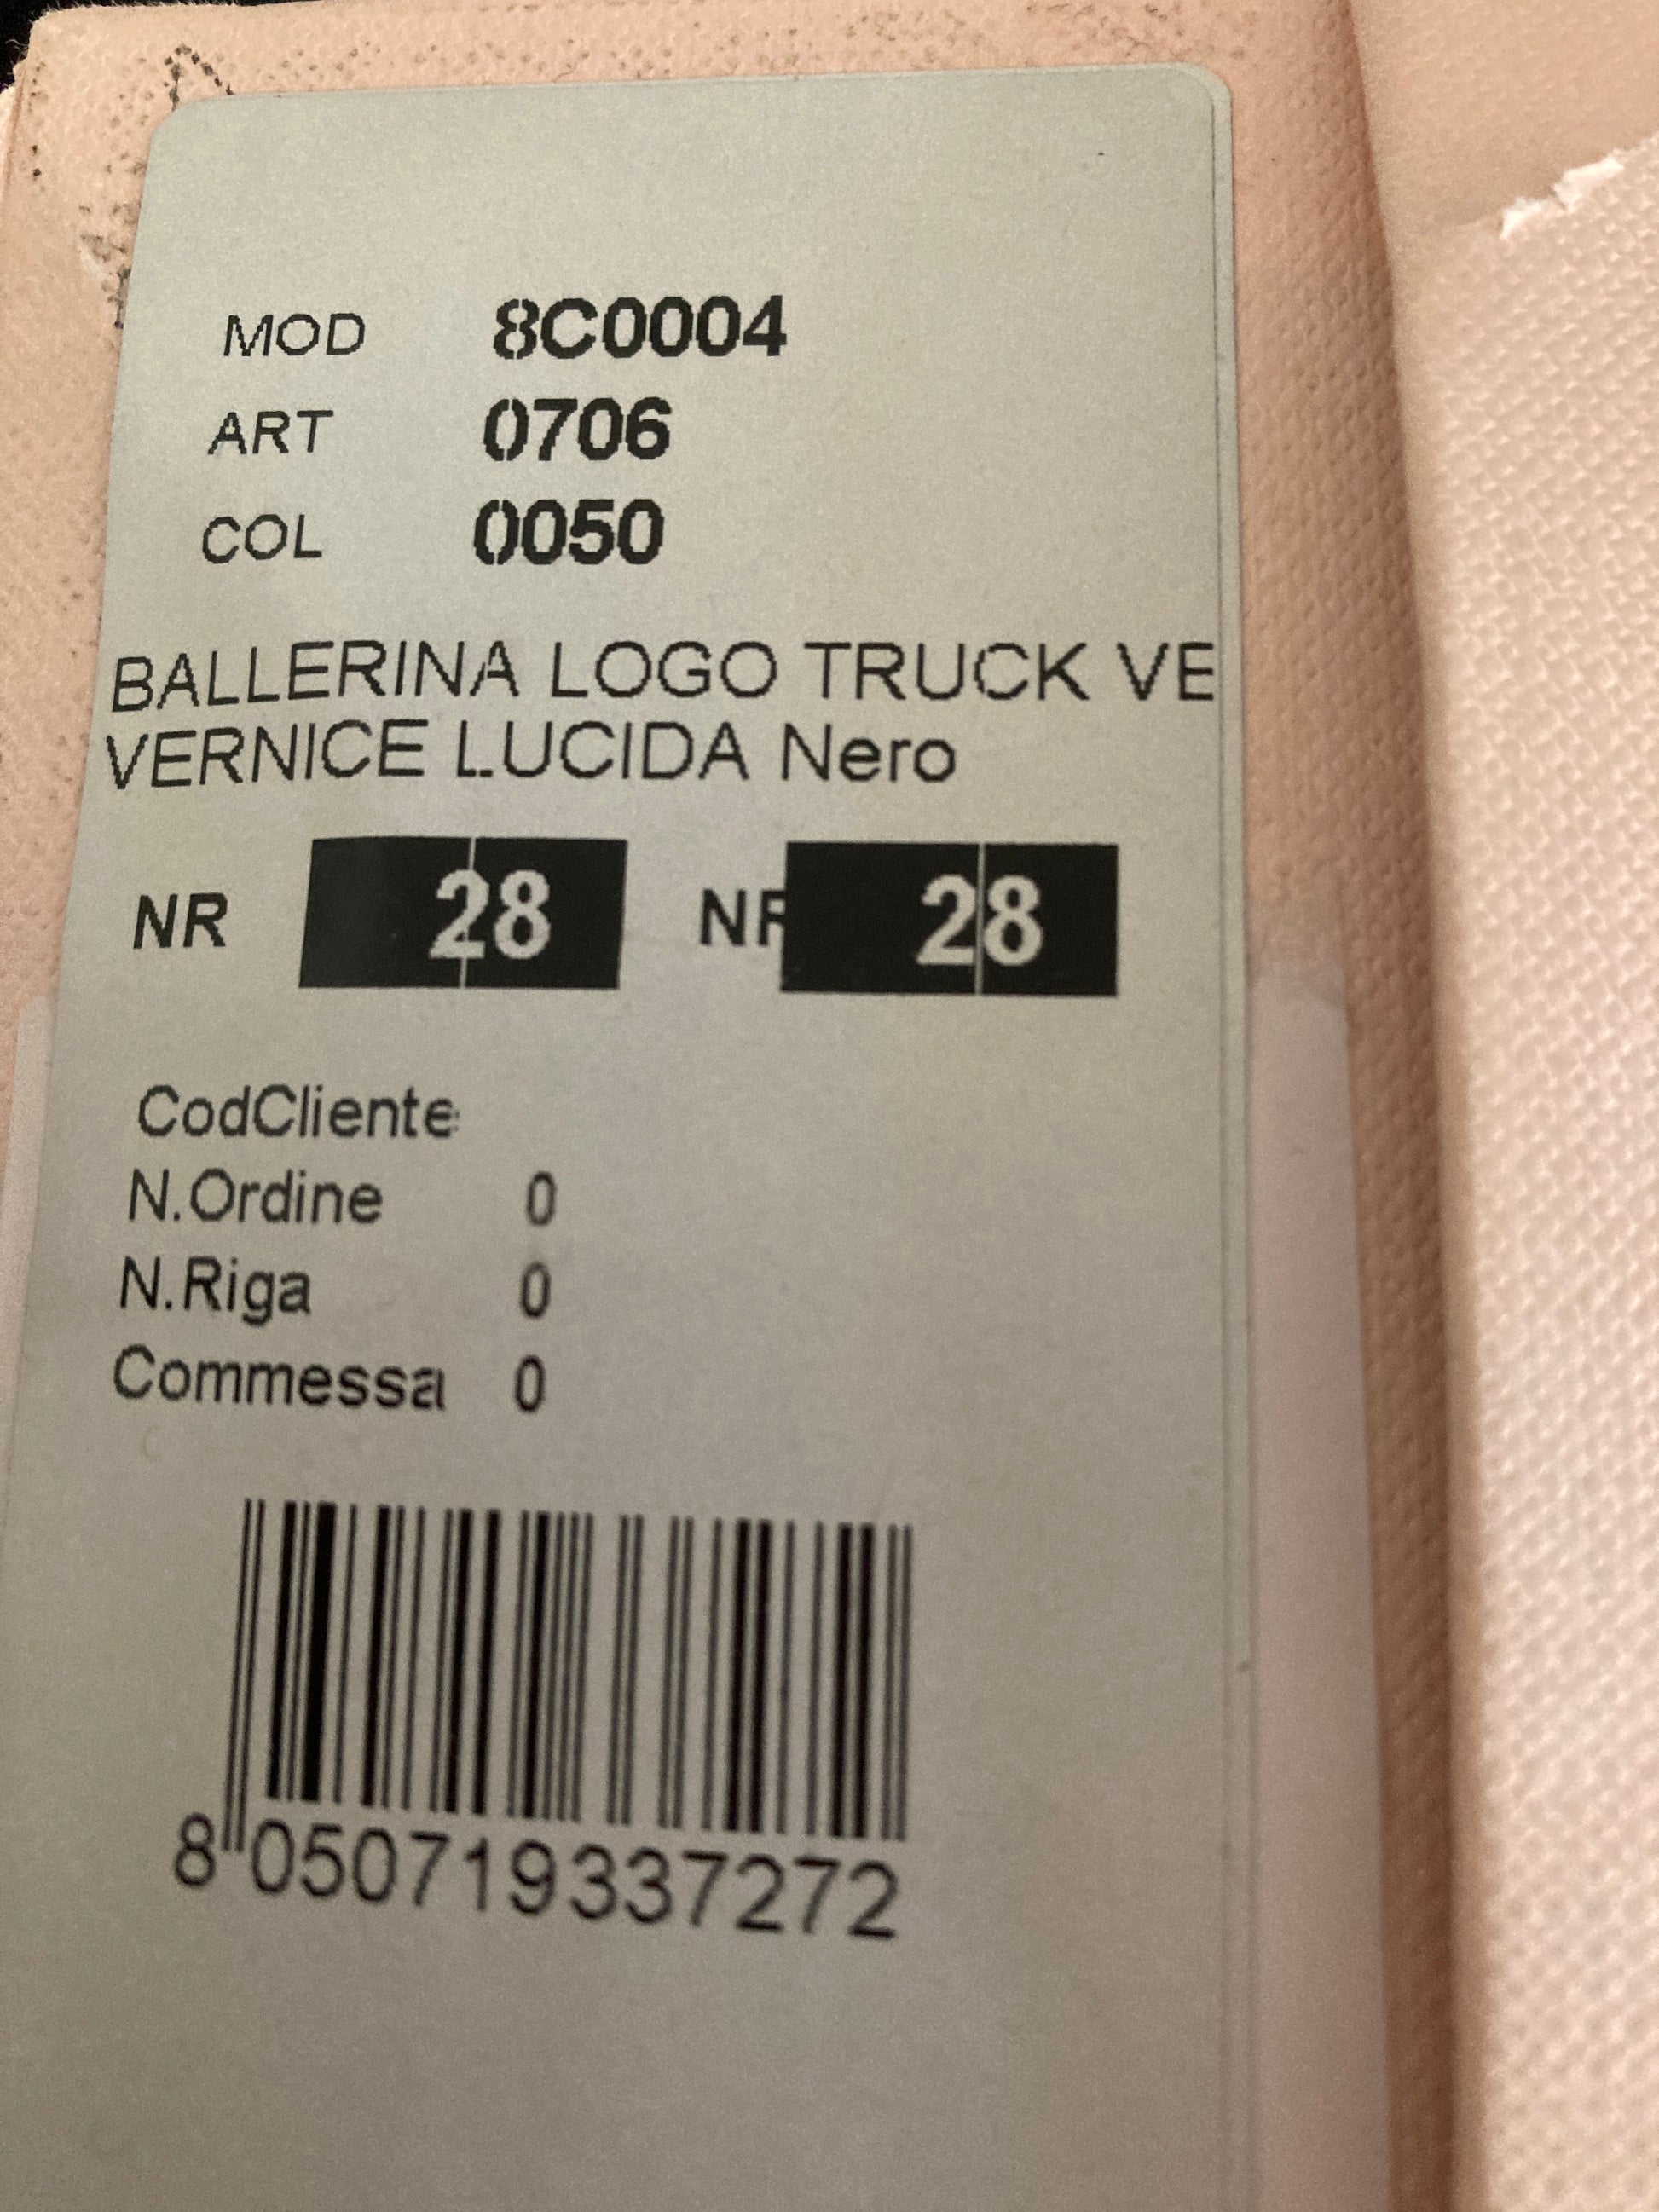 MOD 8C0004
ART 0706
COL 0050
BALLERINA LOGO TRUCK VE
VERNICE LUCIDA Nero
NR 28 NR 28
CodCliente
N.Ordine 0
N.Riga 0
Commessa 0
8 050719337272